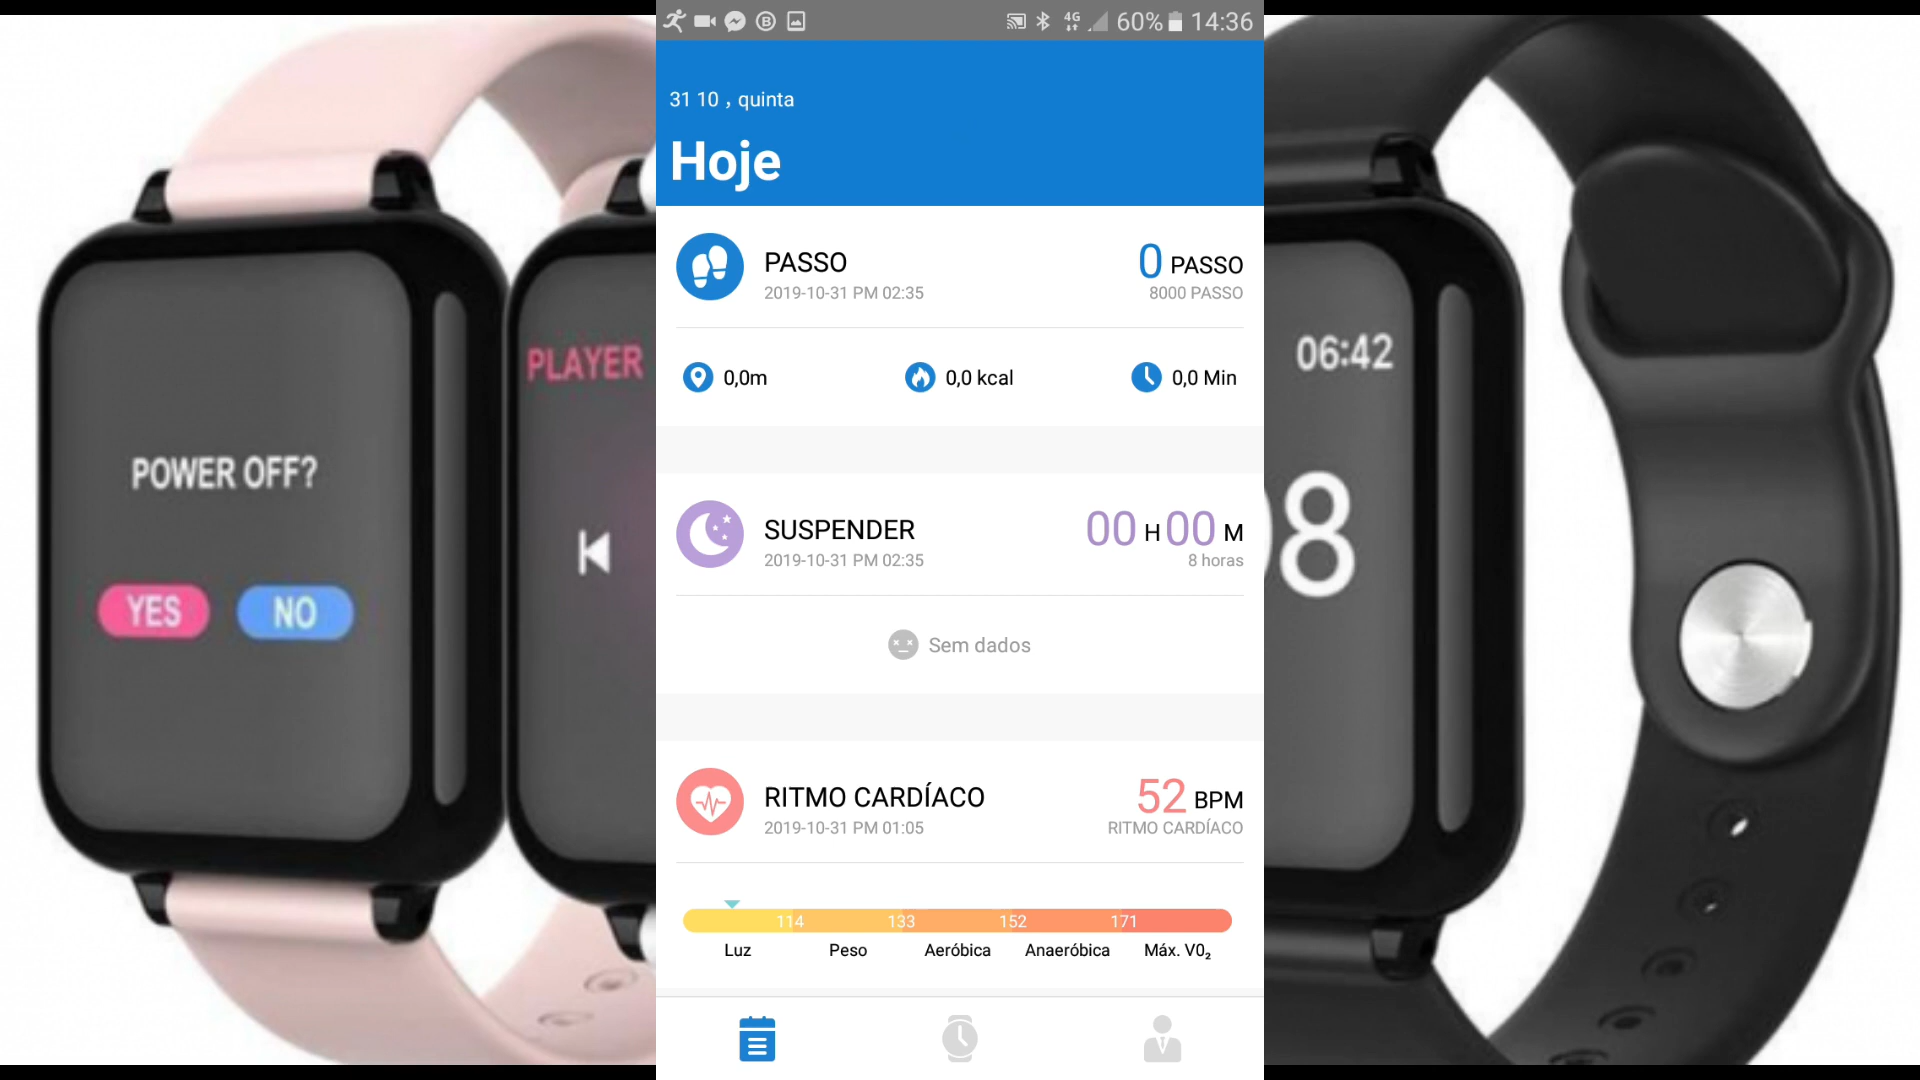 4G 60% 14:36
31 10 , quinta
Hoje
PASSO
2019-10-31 PM 02:35
0 PASSO
8000 PASSO
0,0m
0,0 kcal
0,0 Min
SUSPENDER
2019-10-31 PM 02:35
00 H 00 M
8 horas
Sem dados
RITMO CARDÍACO
2019-10-31 PM 01:05
52 BPM
RITMO CARDÍACO
114 133 152 171
Luz Peso Aeróbica Anaeróbica Máx. V0₂
POWER OFF?
YES NO
PLAYER
06:42
8